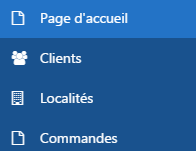 Page d'accueil
Clients
Localités
Commandes